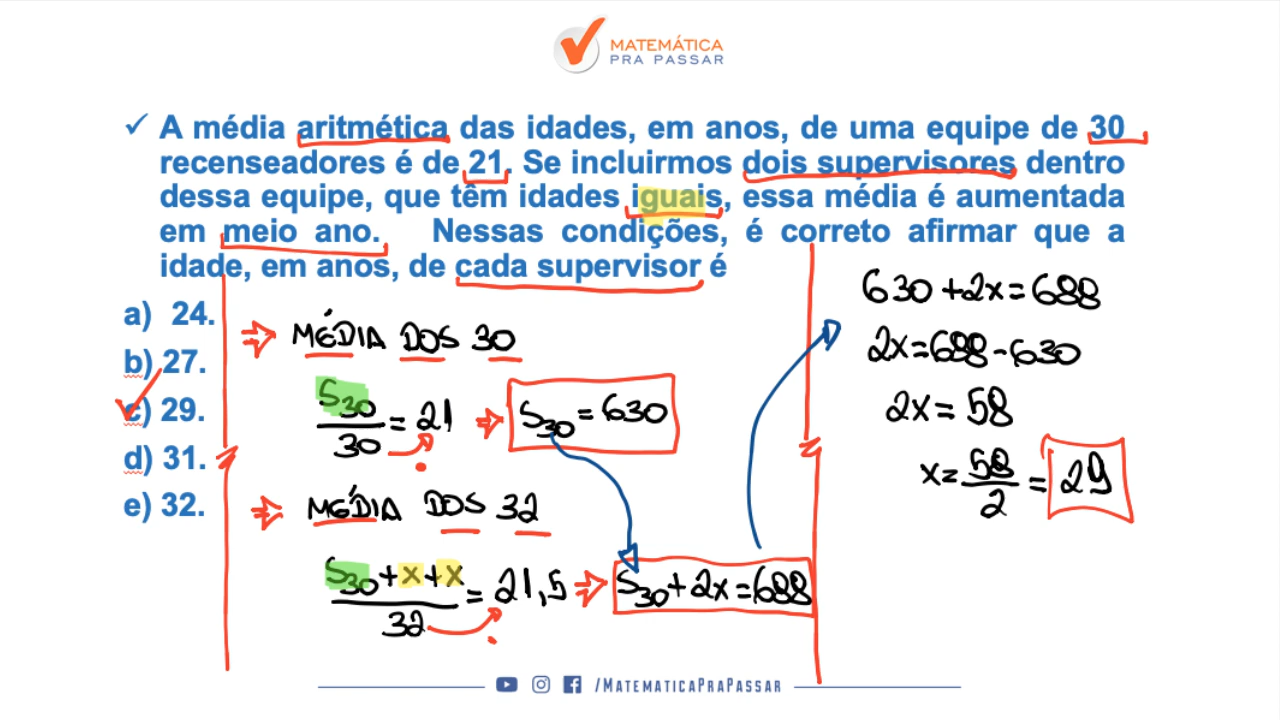 MATEMÁTICA
PRA PASSAR
✓ A média aritmética das idades, em anos, de uma equipe de 30
recenseadores é de 21. Se incluirmos dois supervisores dentro
dessa equipe, que têm idades iguais, essa média é aumentada
em meio ano. Nessas condições, é correto afirmar que a
idade, em anos, de cada supervisor é
a) 24.
b) 27.
c) 29.
d) 31.
e) 32.
⇒ MÉDIA DOS 30
S30/30 = 21 ⇒ S30 = 630
⇒ MÉDIA DOS 32
S30+x+x/32 = 21,5 ⇒ S30+2x=688
630+2x=688
2x=688-630
2x=58
x=58/2=29
/MatematicaPraPassar